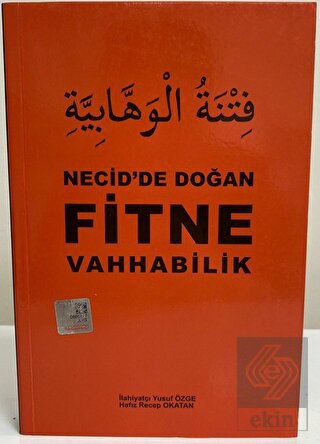 فِتْنَةُ الْوَهَّابِيَّةِ
NECİD'DE DOĞAN
FİTNE
VAHHABİLİK
İlahiyatçı Yusuf ÖZGE
Hafız Recep OKATAN
ekin